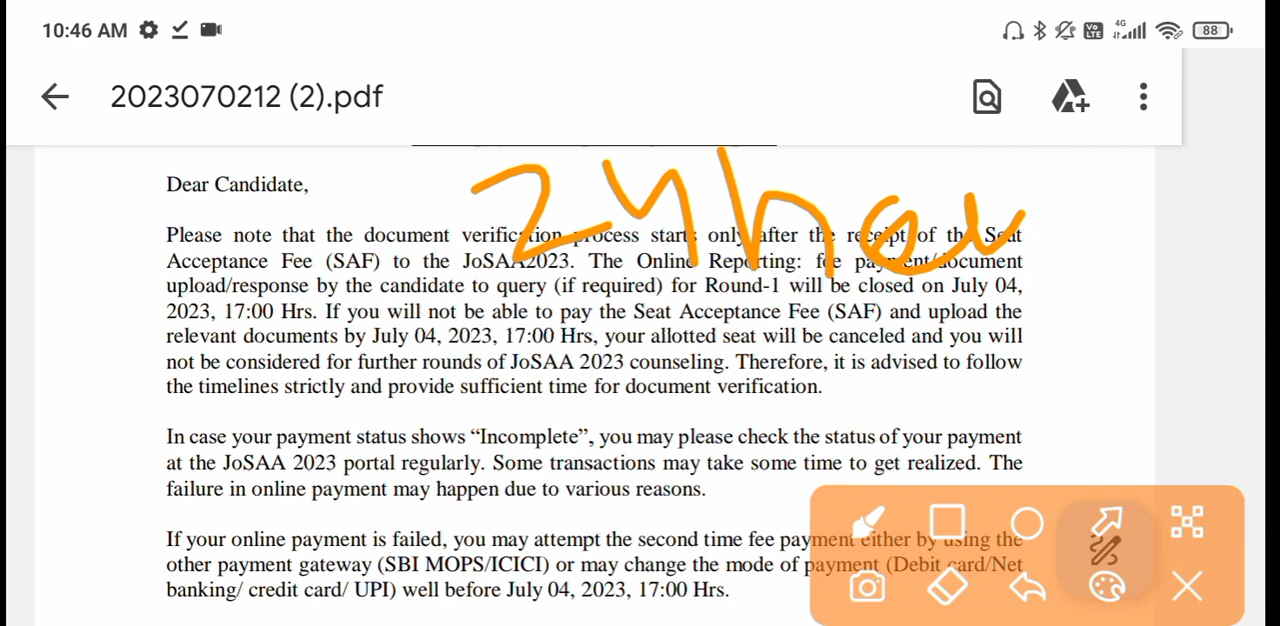 10:46 AM
Vo LTE 4G 88
2023070212 (2).pdf
24 hou
Dear Candidate,
Please note that the document verification process starts only after the receipt of the Seat
Acceptance Fee (SAF) to the JoSAA2023. The Online Reporting: fee payment/document
upload/response by the candidate to query (if required) for Round-1 will be closed on July 04,
2023, 17:00 Hrs. If you will not be able to pay the Seat Acceptance Fee (SAF) and upload the
relevant documents by July 04, 2023, 17:00 Hrs, your allotted seat will be canceled and you will
not be considered for further rounds of JoSAA 2023 counseling. Therefore, it is advised to follow
the timelines strictly and provide sufficient time for document verification.
In case your payment status shows “Incomplete”, you may please check the status of your payment
at the JoSAA 2023 portal regularly. Some transactions may take some time to get realized. The
failure in online payment may happen due to various reasons.
If your online payment is failed, you may attempt the second time fee payment either by using the
other payment gateway (SBI MOPS/ICICI) or may change the mode of payment (Debit card/Net
banking/ credit card/ UPI) well before July 04, 2023, 17:00 Hrs.